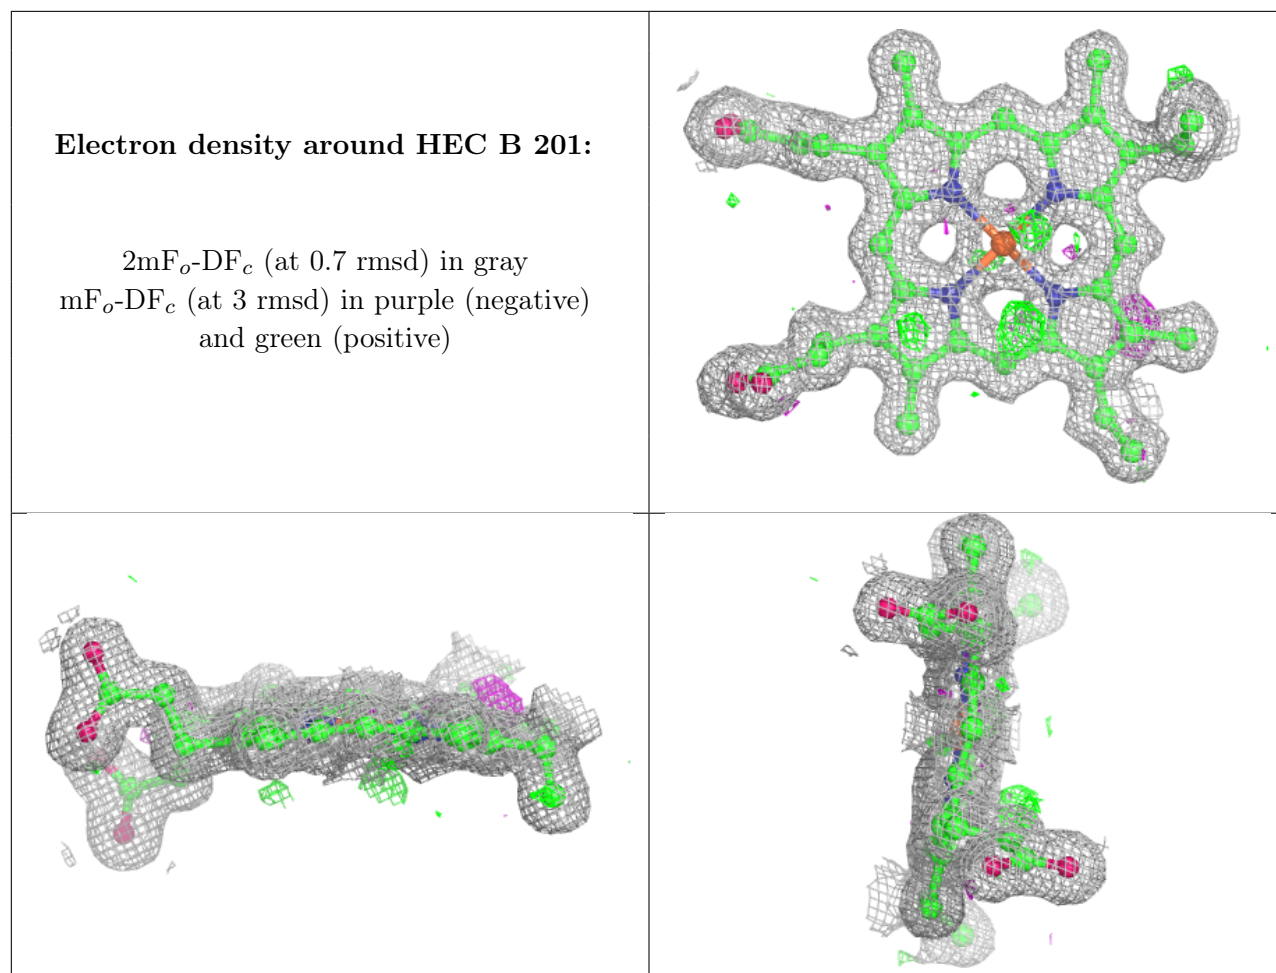 Electron density around HEC B 201:
2mFo-DFc (at 0.7 rmsd) in gray
mFo-DFc (at 3 rmsd) in purple (negative)
and green (positive)